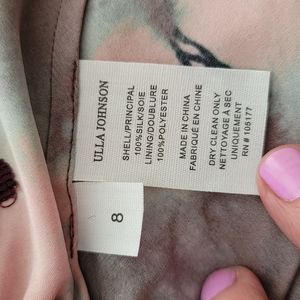 ULLA JOHNSON
SHELL/PRINCIPAL
100%SILK/SOIE
LINING/DOUBLURE
100%POLYESTER
MADE IN CHINA
FABRIQUÉ EN CHINE
DRY CLEAN ONLY
NETTOYAGE À SEC
UNIQUEMENT
RN # 105177
8